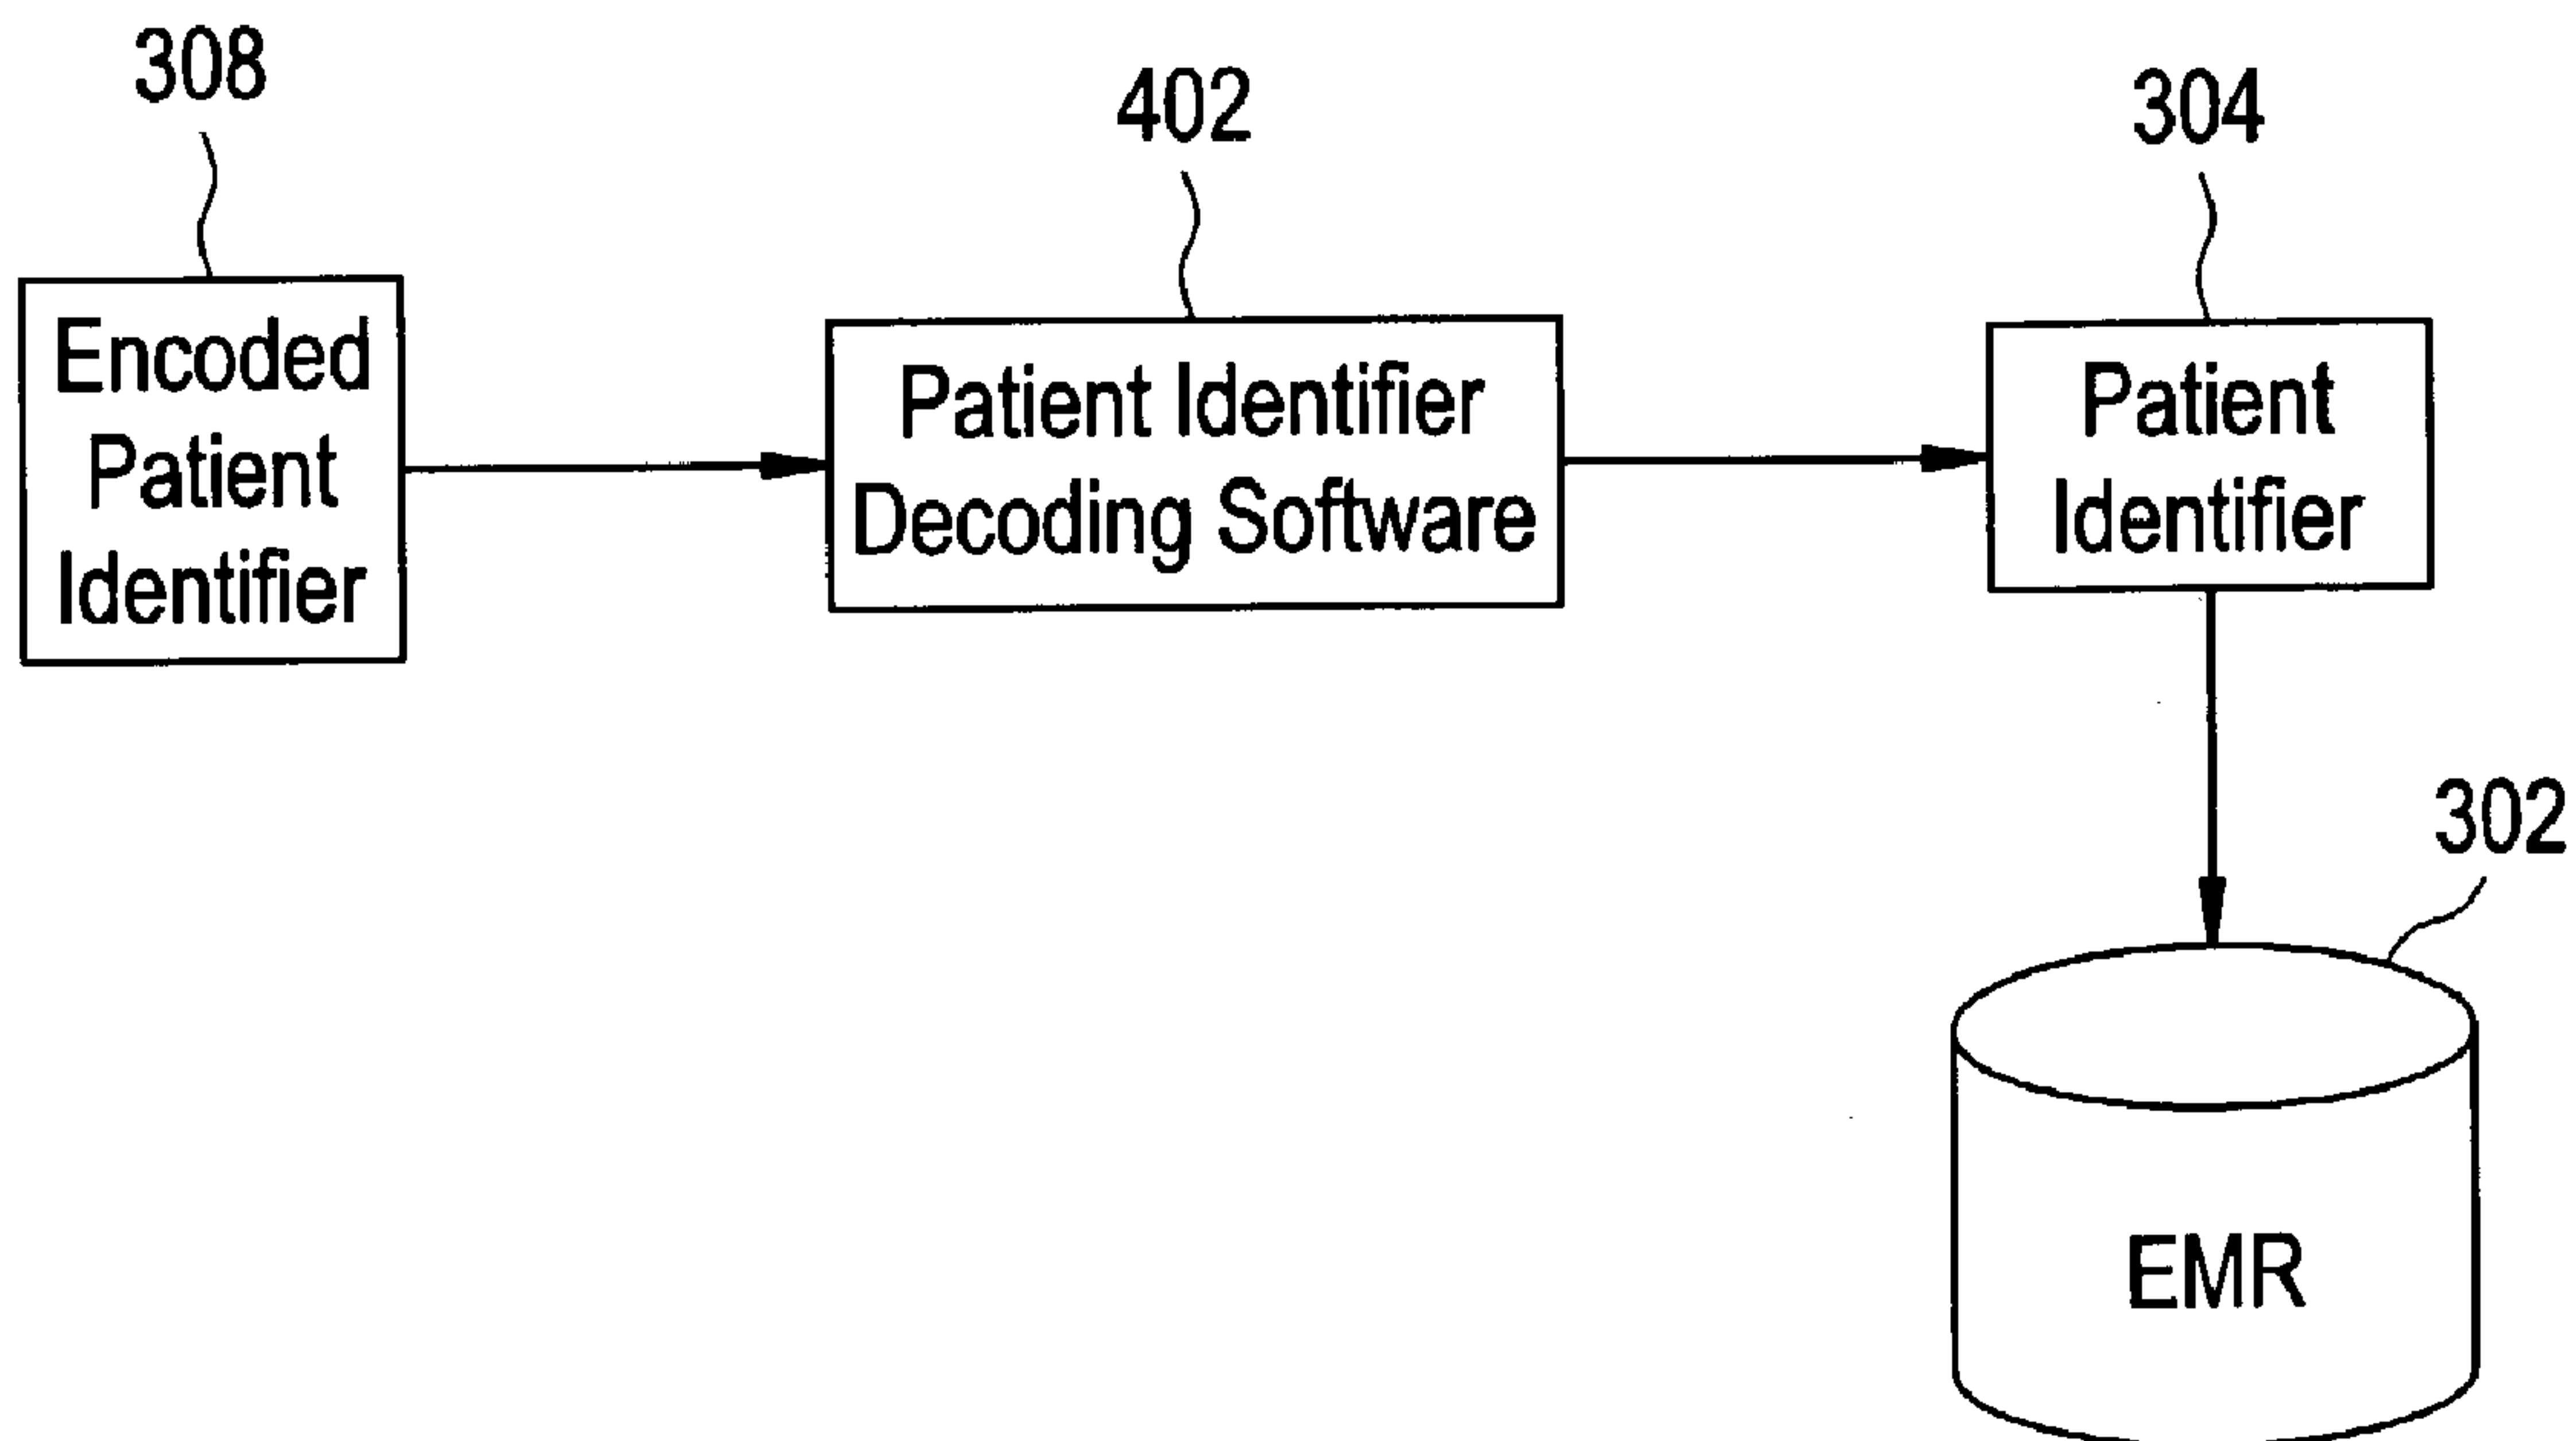 308
Encoded
Patient
Identifier
402
Patient Identifier
Decoding Software
304
Patient
Identifier
302
EMR